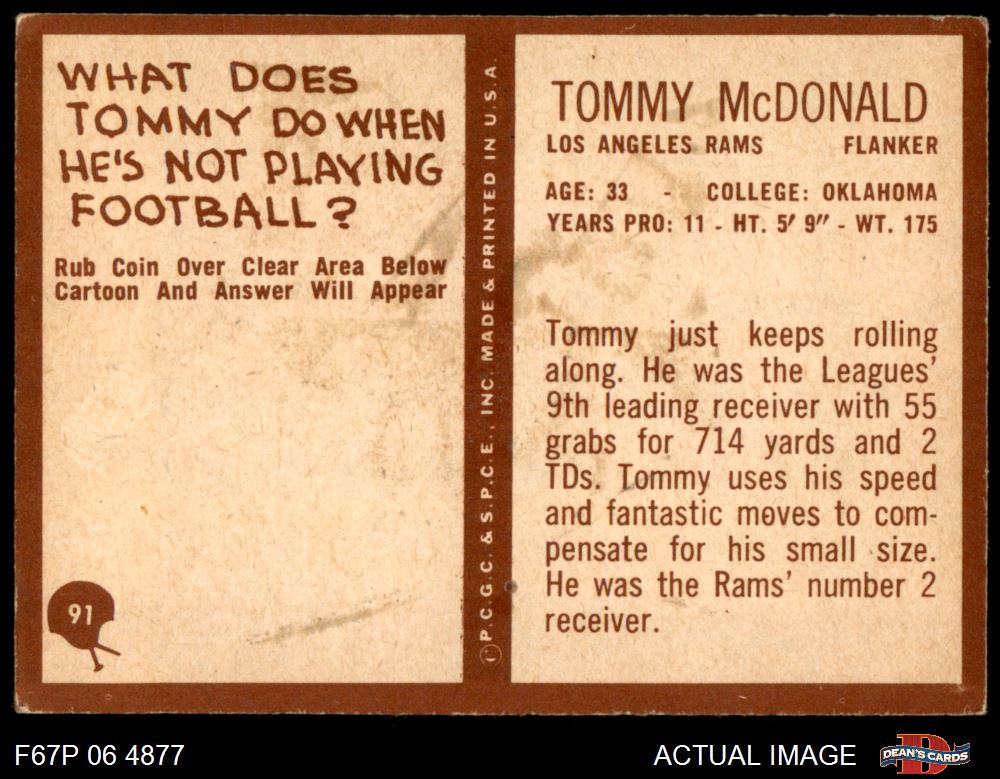 WHAT DOES
TOMMY DO WHEN
HE'S NOT PLAYING
FOOTBALL?
Rub Coin Over Clear Area Below
Cartoon And Answer Will Appear
91
© P.C.G.C. & S.P.C.E., INC. MADE & PRINTED IN U.S.A.
TOMMY McDONALD
LOS ANGELES RAMS FLANKER
AGE: 33 - COLLEGE: OKLAHOMA
YEARS PRO: 11 - HT. 5' 9" - WT. 175
Tommy just keeps rolling
along. He was the Leagues'
9th leading receiver with 55
grabs for 714 yards and 2
TDs. Tommy uses his speed
and fantastic moves to com-
pensate for his small size.
He was the Rams' number 2
receiver.
F67P 06 4877
ACTUAL IMAGE
DEAN'S CARDS